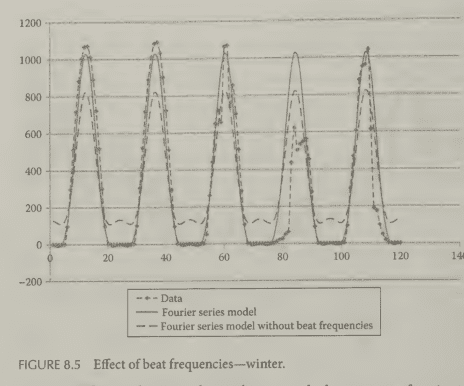 1200
1000
800
600
400
200
0
−200
0 20 40 60 80 100 120 140
Data
Fourier series model
Fourier series model without beat frequencies
FIGURE 8.5 Effect of beat frequencies—winter.